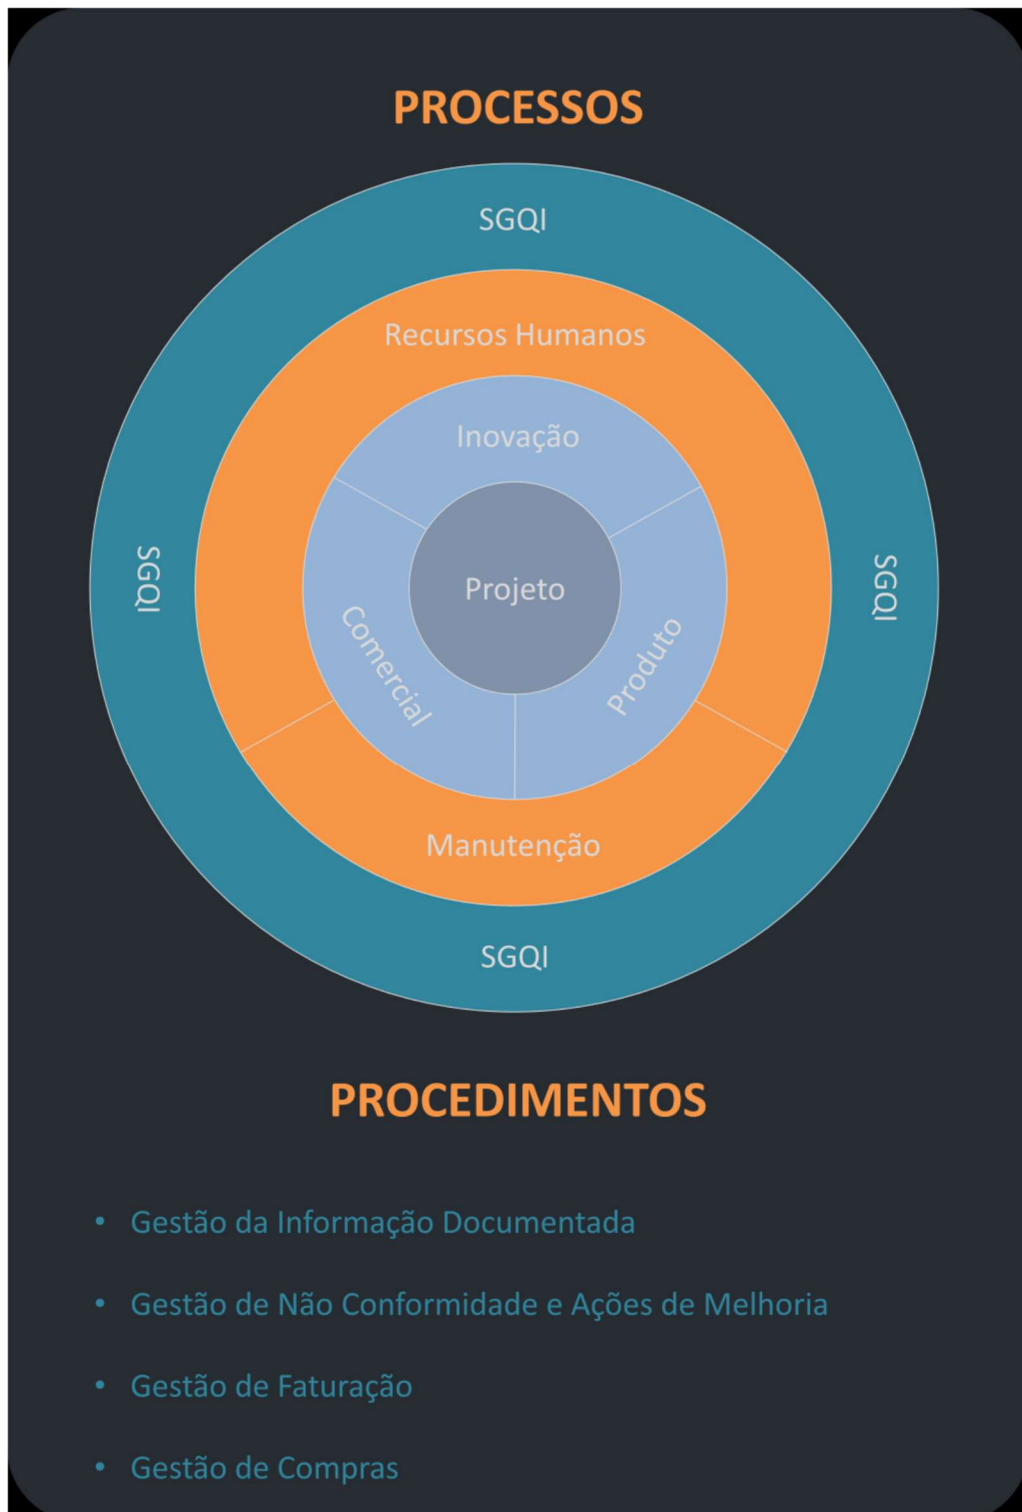 PROCESSOS
SGQI
Recursos Humanos
Inovação
SGQI
Projeto
SGQI
Comercial
Produto
Manutenção
SGQI
PROCEDIMENTOS
• Gestão da Informação Documentada
• Gestão de Não Conformidade e Ações de Melhoria
• Gestão de Faturação
• Gestão de Compras